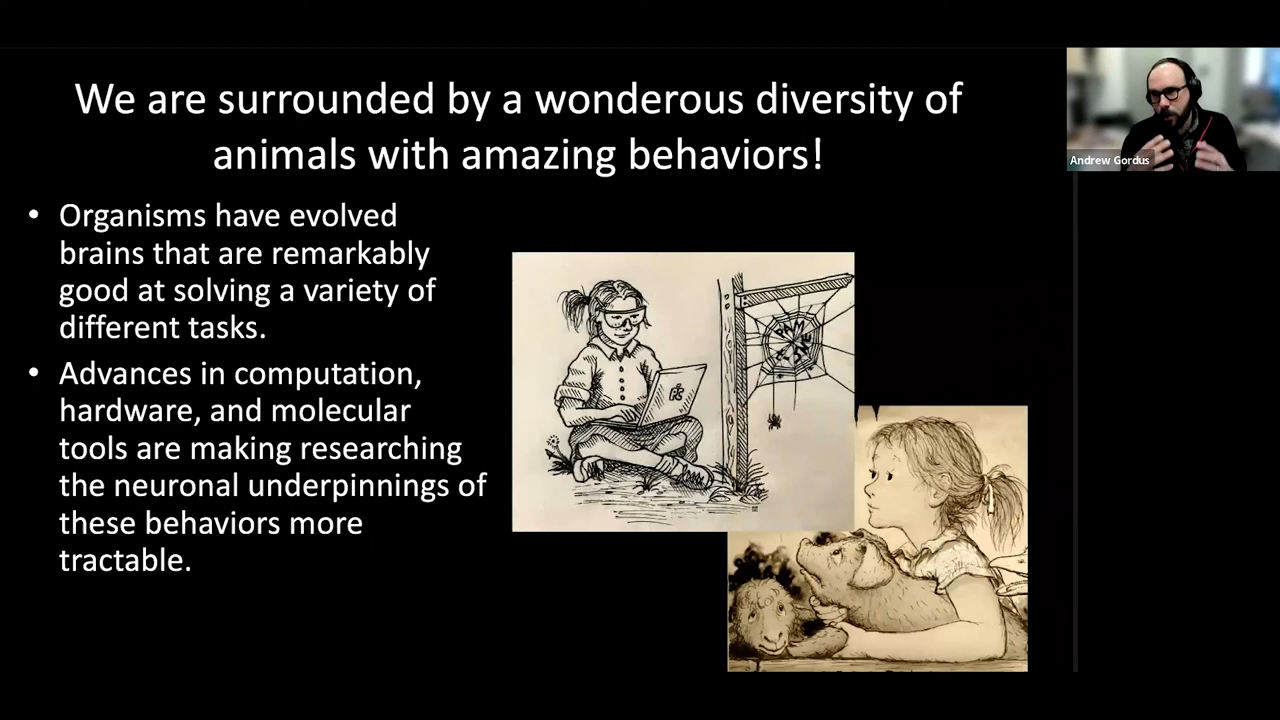 We are surrounded by a wonderous diversity of
animals with amazing behaviors!
Andrew Gordus
• Organisms have evolved
brains that are remarkably
good at solving a variety of
different tasks.
• Advances in computation,
hardware, and molecular
tools are making researching
the neuronal underpinnings of
these behaviors more
tractable.